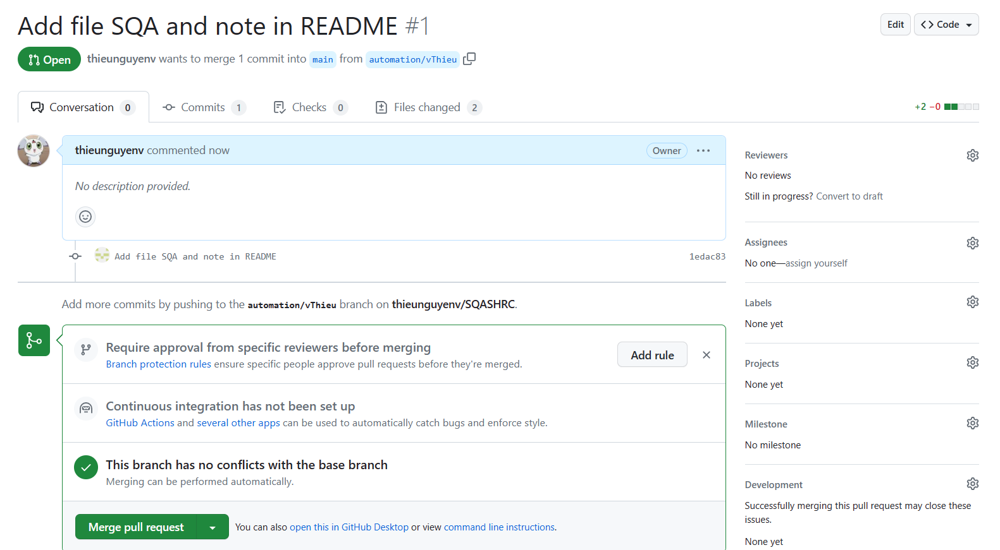 Add file SQA and note in README #1
Edit
<> Code
Open
thieunguyenv wants to merge 1 commit into main from automation/vThieu
Conversation 0
Commits 1
Checks 0
Files changed 2
+2 −0
thieunguyenv commented now
Owner
No description provided.
Add file SQA and note in README
1edac83
Add more commits by pushing to the automation/vThieu branch on thieunguyenv/SQASHRC.
Require approval from specific reviewers before merging
Branch protection rules ensure specific people approve pull requests before they're merged.
Add rule
Continuous integration has not been set up
GitHub Actions and several other apps can be used to automatically catch bugs and enforce style.
This branch has no conflicts with the base branch
Merging can be performed automatically.
Merge pull request
You can also open this in GitHub Desktop or view command line instructions.
Reviewers
No reviews
Still in progress? Convert to draft
Assignees
No one—assign yourself
Labels
None yet
Projects
None yet
Milestone
No milestone
Development
Successfully merging this pull request may close these
issues.
None yet